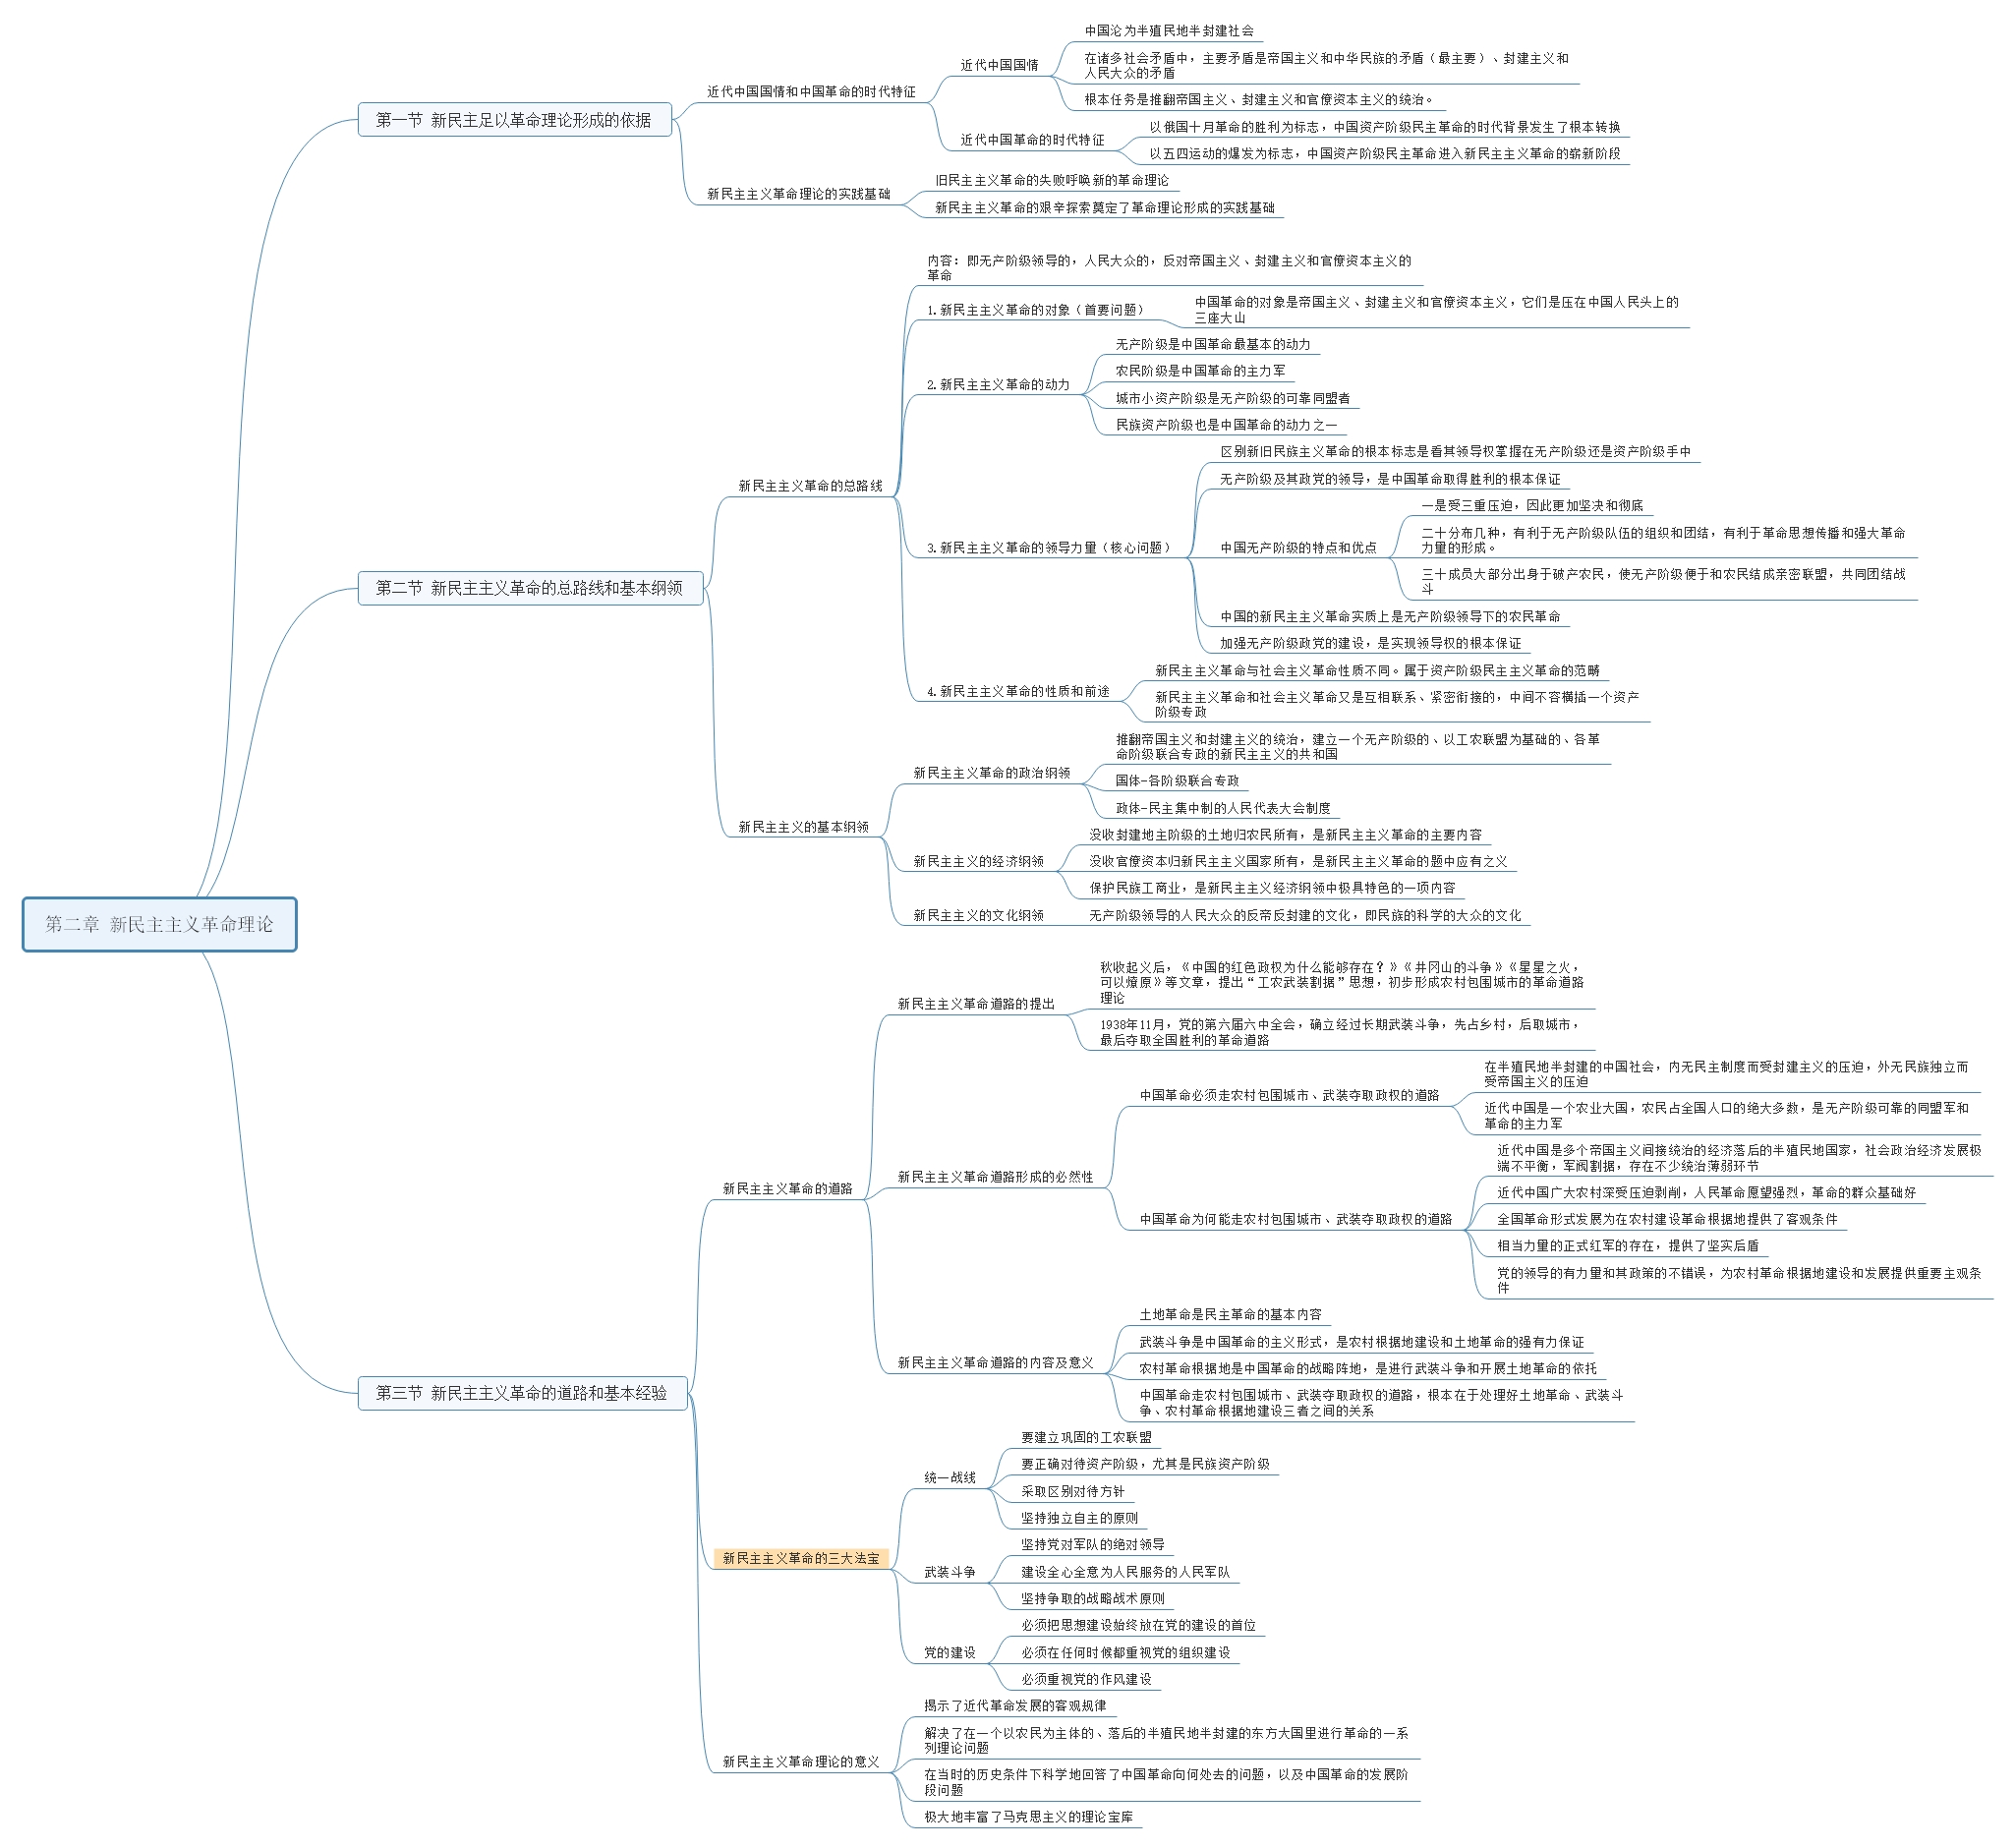 第二章 新民主主义革命理论
第一节 新民主足以革命理论形成的依据
近代中国国情和中国革命的时代特征
近代中国国情
中国沦为半殖民地半封建社会
在诸多社会矛盾中，主要矛盾是帝国主义和中华民族的矛盾（最主要）、封建主义和
人民大众的矛盾
根本任务是推翻帝国主义、封建主义和官僚资本主义的统治。
近代中国革命的时代特征
以俄国十月革命的胜利为标志，中国资产阶级民主革命的时代背景发生了根本转换
以五四运动的爆发为标志，中国资产阶级民革命进入新民主主义革命的崭新阶段
新民主主义革命理论的实践基础
旧民主主义革命的失败呼唤新的革命理论
新民主主义革命的艰辛探索奠定了革命理论形成的实践基础
第二节 新民主主义革命的总路线和基本纲领
新民主主义革命的总路线
内容：即无产阶级领导的，人民大众的，反对帝国主义、封建主义和官僚资本主义的
革命
1.新民主主义革命的对象（首要问题）
中国革命的对象是帝国主义、封建主义和官僚资本主义，它们是压在中国人民头上的
三座大山
2.新民主主义革命的动力
无产阶级是中国革命最基本的动力
农民阶级是中国革命的主力军
城市小资产阶级是无产阶级的可靠同盟者
民族资产阶级也是中国革命的动力之一
3.新民主主义革命的领导力量（核心问题）
区别新旧民族主义革命的根本标志是看其领导权掌握在无产阶级还是资产阶级手中
无产阶级及其政党的领导，是中国革命取得胜利的根本保证
中国无产阶级的特点和优点
一是受三重压迫，因此更加坚决和彻底
二十分布几种，有利于无产阶级队伍的组织和团结，有利于革命思想传播和强大革命
力量的形成。
三十成员大部分出身于破产农民，使无产阶级便于和农民结成亲密联盟，共同团结战
斗
中国的新民主主义革命实质上是无产阶级领导下的农民革命
加强无产阶级政党的建设，是实现领导权的根本保证
4.新民主主义革命的性质和前途
新民主主义革命与社会主义革命性质不同。属于资产阶级民主主义革命的范畴
新民主主义革命和社会主义革命又是互相联系、紧密衔接的，中间不容横插一个资产
阶级专政
新民主主义的基本纲领
新民主主义革命的政治纲领
推翻帝国主义和封建主义的统治，建立一个无产阶级的、以工农联盟为基础的、各革
命阶级联合专政的新民主主义的共和国
国体-各阶级联合专政
政体-民主集中制的人民代表大会制度
新民主主义的经济纲领
没收封建地主阶级的土地归农民所有，是新民主主义革命的主要内容
没收官僚资本归新民主主义国家所有，是新民主主义革命的题中应有之义
保护民族工商业，是新民主主义经济纲领中极具特色的一项内容
新民主主义的文化纲领
无产阶级领导的人民大众的反帝反封建的文化，即民族的科学的大众的文化
第三节 新民主主义革命的道路和基本经验
新民主主义革命的道路
新民主主义革命道路的提出
秋收起义后，《中国的红色政权为什么能够存在？》《井冈山的斗争》《星星之火，
可以燎原》等文章，提出“工农武装割据”思想，初步形成农村包围城市的革命道路
理论
1938年11月，党的第六届六中全会，确立经过长期武装斗争，先占乡村，后取城市，
最后夺取全国胜利的革命道路
新民主主义革命道路形成的必然性
中国革命必须走农村包围城市、武装夺取政权的道路
在半殖民地半封建的中国社会，内无民主制度而受封建主义的压迫，外无民族独立而
受帝国主义的压迫
近代中国是一个农业大国，农民占全国人口的绝大多数，是无产阶级可靠的同盟军和
革命的主力军
中国革命为何能走农村包围城市、武装夺取政权的道路
近代中国是多个帝国主义间接统治的经济落后的半殖民地国家，社会政治经济发展极
端不平衡，军阀割据，存在不少统治薄弱环节
近代中国广大农村深受压迫剥削，人民革命愿望强烈，革命的群众基础好
全国革命形式发展为在农村建设革命根据地提供了客观条件
相当力量的正式红军的存在，提供了坚实后盾
党的领导的有力量和其政策的不错误，为农村革命根据地建设和发展提供重要主观条
件
新民主主义革命道路的内容及意义
土地革命是民主革命的基本内容
武装斗争是中国革命的主义形式，是农村根据地建设和土地革命的强有力保证
农村革命根据地是中国革命的战略阵地，是进行武装斗争和开展土地革命的依托
中国革命走农村包围城市、武装夺取政权的道路，根本在于处理好土地革命、武装斗
争、农村革命根据地建设三者之间的关系
新民主主义革命的三大法宝
统一战线
要建立巩固的工农联盟
要正确对待资产阶级，尤其是民族资产阶级
采取区别对待方针
坚持独立自主的原则
武装斗争
坚持党对军队的绝对领导
建设全心全意为人民服务的人民军队
坚持争取的战略战术原则
党的建设
必须把思想建设始终放在党的建设的首位
必须在任何时候都重视党的组织建设
必须重视党的作风建设
新民主主义革命理论的意义
揭示了近代革命发展的客观规律
解决了在一个以农民为主体的、落后的半殖民地半封建的东方大国里进行革命的一系
列理论问题
在当时的历史条件下科学地回答了中国革命向何处去的问题，以及中国革命的发展阶
段问题
极大地丰富了马克思主义的理论宝库